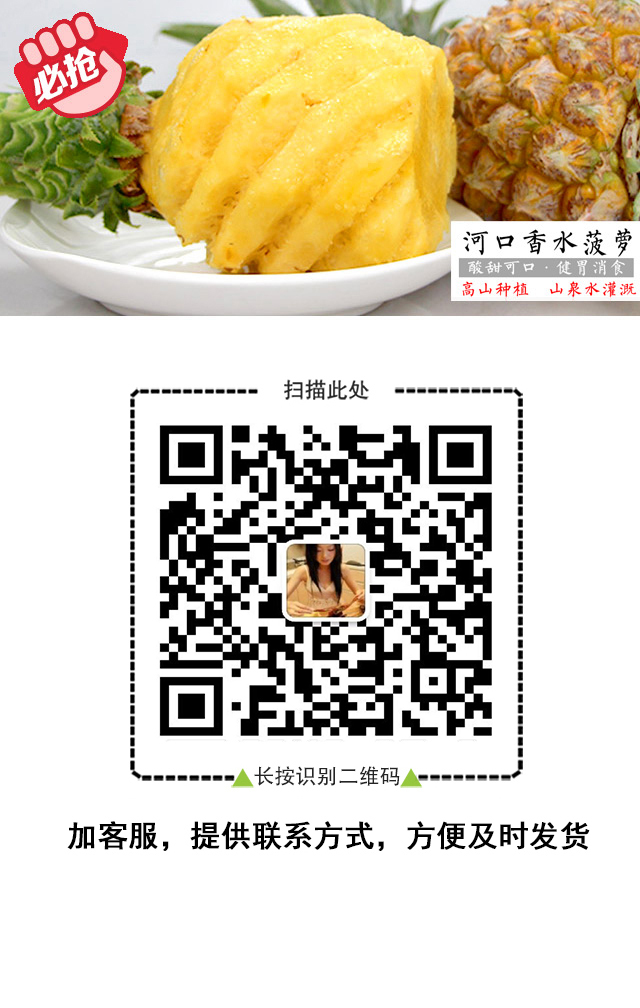 必抢
河口香水菠萝
酸甜可口·健胃消食
高山种植 山泉水灌溉
扫描此处
长按识别二维码
加客服，提供联系方式，方便及时发货